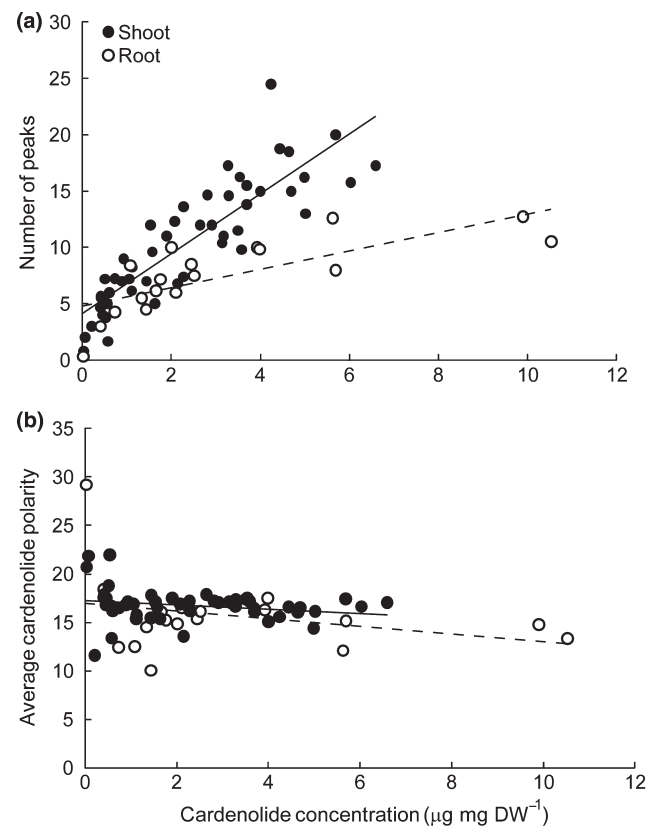 (a)
30
Shoot
Root
25
20
15
10
5
0
Number of peaks
0 2 4 6 8 10 12
(b)
35
30
25
20
15
10
5
0
Average cardenolide polarity
0 2 4 6 8 10 12
Cardenolide concentration (μg mg DW⁻¹)